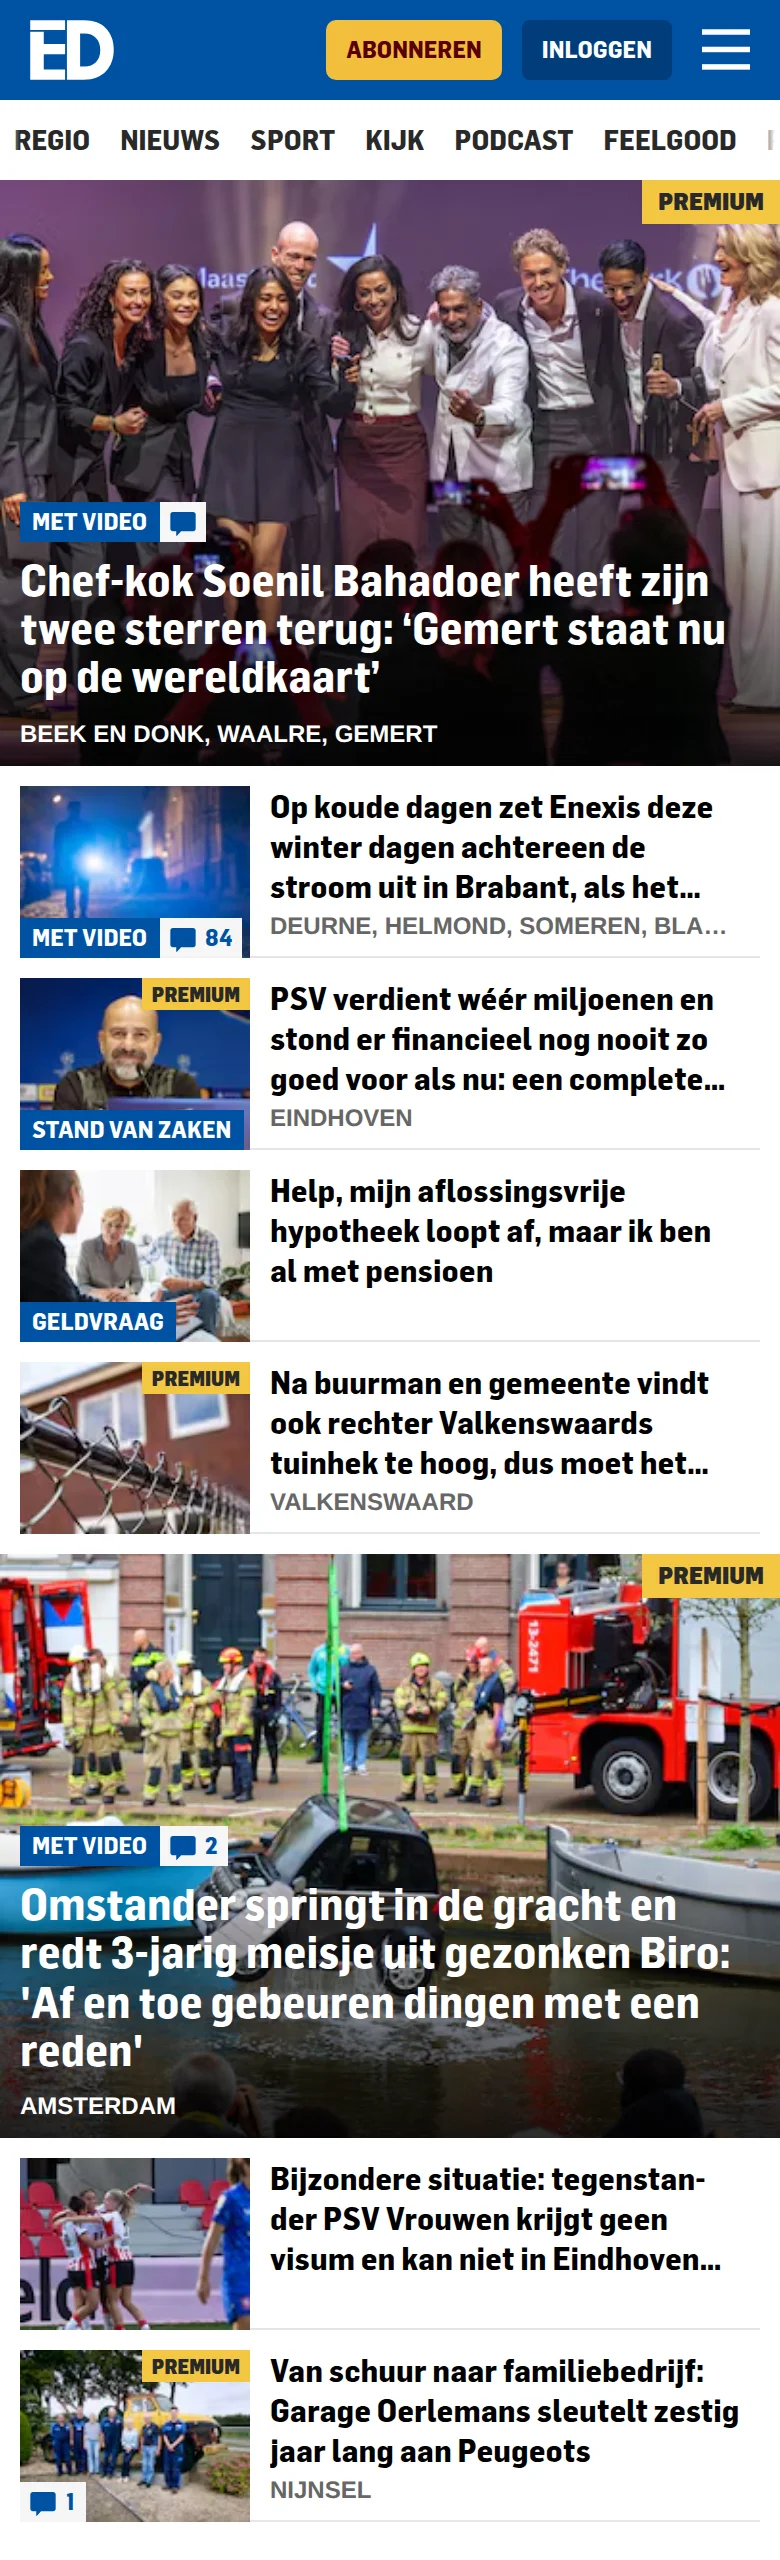 ED
ABONNEREN
INLOGGEN
REGIO NIEUWS SPORT KIJK PODCAST FEELGOOD
PREMIUM
MET VIDEO
Chef-kok Soenil Bahadoer heeft zijn
twee sterren terug: ‘Gemert staat nu
op de wereldkaart’
BEEK EN DONK, WAALRE, GEMERT
Op koude dagen zet Enexis deze
winter dagen achtereen de
stroom uit in Brabant, als het...
DEURNE, HELMOND, SOMEREN, BLA...
MET VIDEO 84
PREMIUM
PSV verdient wéér miljoenen en
stond er financieel nog nooit zo
goed voor als nu: een complete...
EINDHOVEN
STAND VAN ZAKEN
Help, mijn aflossingsvrije
hypotheek loopt af, maar ik ben
al met pensioen
GELDVRAAG
PREMIUM
Na buurman en gemeente vindt
ook rechter Valkenswaards
tuinhek te hoog, dus moet het...
VALKENSWAARD
PREMIUM
13-2471
MET VIDEO 2
Omstander springt in de gracht en
redt 3-jarig meisje uit gezonken Biro:
'Af en toe gebeuren dingen met een
reden'
AMSTERDAM
Bijzondere situatie: tegenstan-
der PSV Vrouwen krijgt geen
visum en kan niet in Eindhoven...
PREMIUM
Van schuur naar familiebedrijf:
Garage Oerlemans sleutelt zestig
jaar lang aan Peugeots
NIJNSEL
1